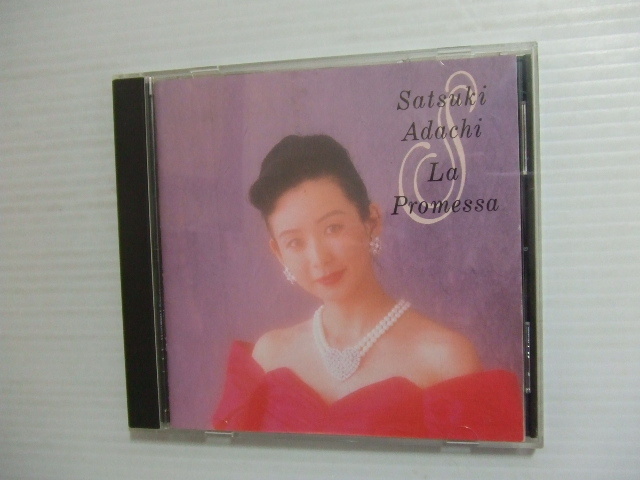 Satsuki
Adachi
La
Promessa
S